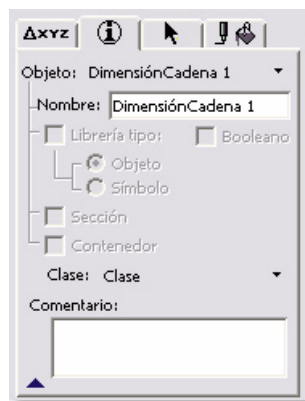 Δxyz
Objeto: DimensiónCadena 1
Nombre: DimensiónCadena 1
Librería tipo: Booleano
Objeto
Símbolo
Sección
Contenedor
Clase: Clase
Comentario: